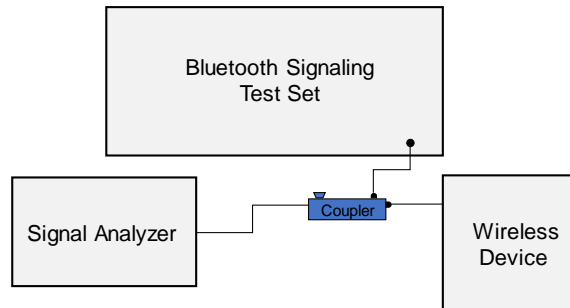 Bluetooth Signaling
Test Set
Signal Analyzer
Coupler
Wireless
Device